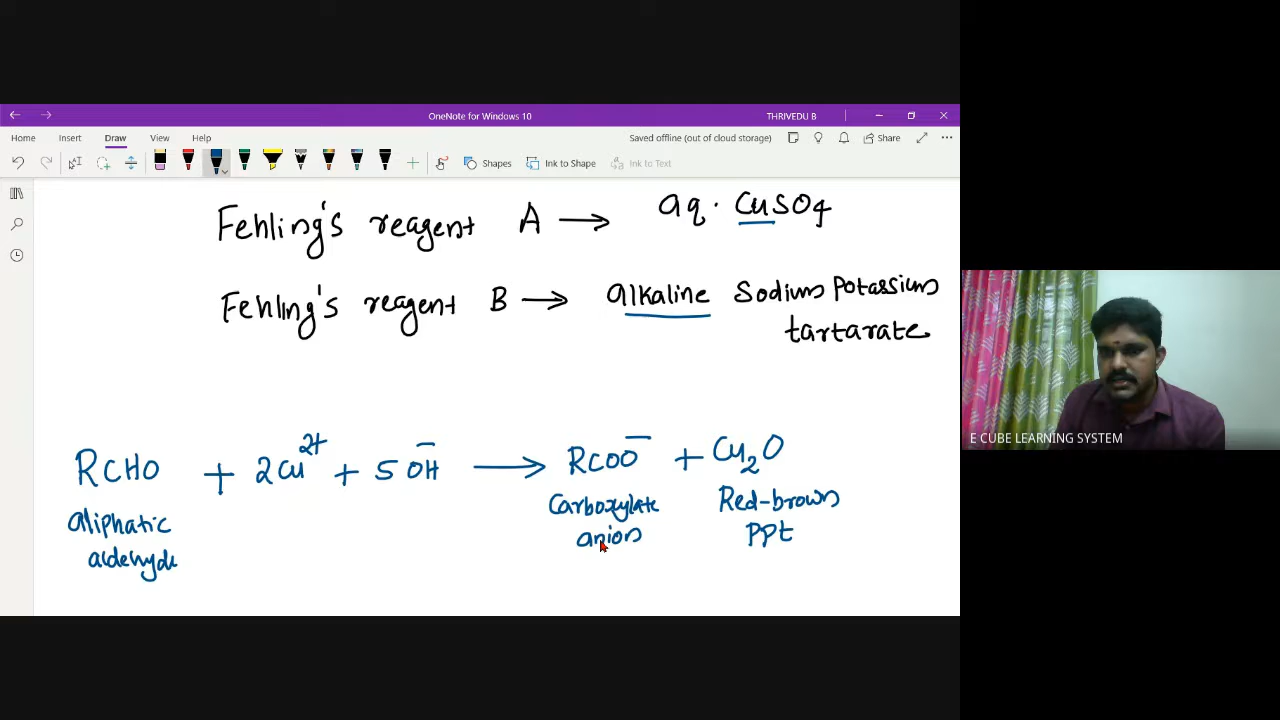 OneNote for Windows 10
THRIVEDU B
Home Insert Draw View Help
Saved offline (out of cloud storage)
Share
Shapes
Ink to Shape
Ink to Text
Fehling's reagent A → aq. CuSO4
Fehling's reagent B → alkaline Sodium Potassium
tartarate
RCHO + 2Cu²⁺ + 5OH⁻ → RCOO⁻ + Cu₂O
aliphatic
aldehyde
Carboxylate
anion
Red-brown
PPt
E CUBE LEARNING SYSTEM